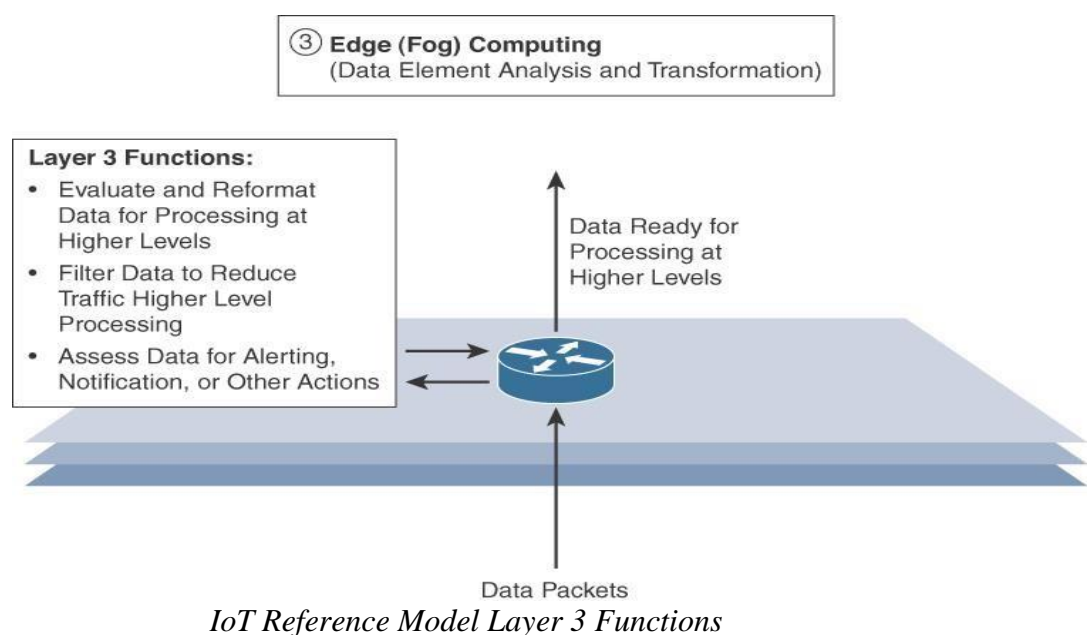 ③ Edge (Fog) Computing
(Data Element Analysis and Transformation)
Layer 3 Functions:
• Evaluate and Reformat
Data for Processing at
Higher Levels
• Filter Data to Reduce
Traffic Higher Level
Processing
• Assess Data for Alerting,
Notification, or Other Actions
Data Ready for
Processing at
Higher Levels
Data Packets
IoT Reference Model Layer 3 Functions